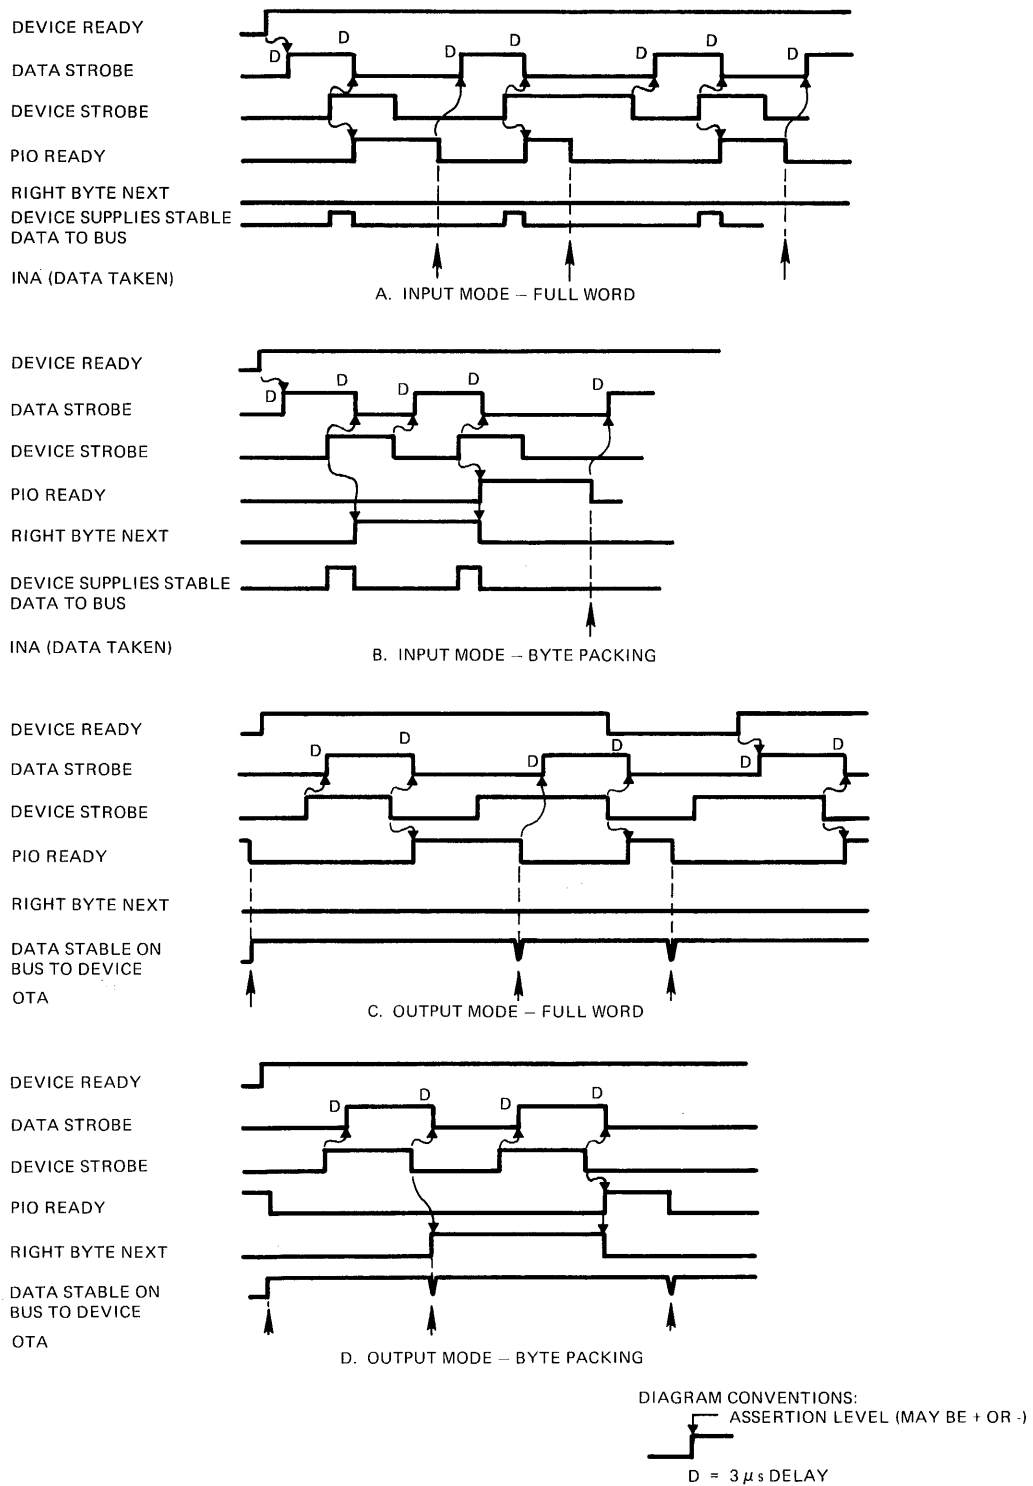 DEVICE READY
D
D
D
D
D
D
DATA STROBE
DEVICE STROBE
PIO READY
RIGHT BYTE NEXT
DEVICE SUPPLIES STABLE
DATA TO BUS
INA (DATA TAKEN)
A. INPUT MODE – FULL WORD
DEVICE READY
D
D
D
D
D
DATA STROBE
DEVICE STROBE
PIO READY
RIGHT BYTE NEXT
DEVICE SUPPLIES STABLE
DATA TO BUS
INA (DATA TAKEN)
B. INPUT MODE – BYTE PACKING
DEVICE READY
D
D
D
D
D
D
DATA STROBE
DEVICE STROBE
PIO READY
RIGHT BYTE NEXT
DATA STABLE ON
BUS TO DEVICE
OTA
C. OUTPUT MODE – FULL WORD
DEVICE READY
D
D
D
D
DATA STROBE
DEVICE STROBE
PIO READY
RIGHT BYTE NEXT
DATA STABLE ON
BUS TO DEVICE
OTA
D. OUTPUT MODE – BYTE PACKING
DIAGRAM CONVENTIONS:
ASSERTION LEVEL (MAY BE + OR -)
D = 3 μs DELAY